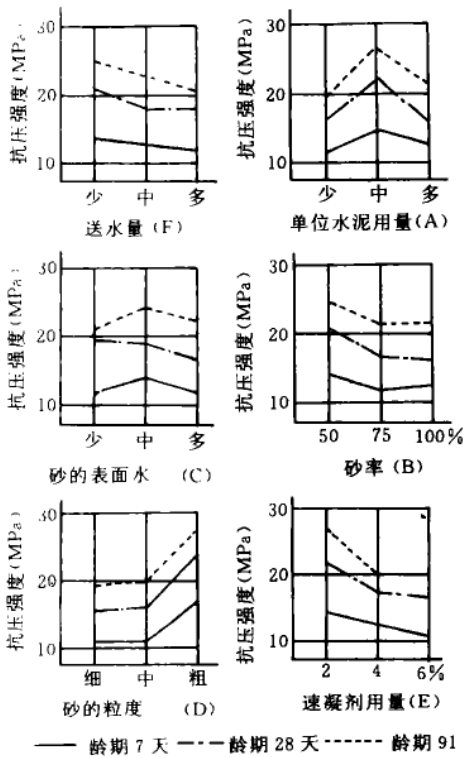 抗压强度(MPa)
30
20
10
少 中 多
送水量(F)
抗压强度(MPa)
30
20
10
少 中 多
单位水泥用量(A)
抗压强度(MPa)
30
20
10
少 中 多
砂的表面水 (C)
抗压强度(MPa)
30
20
10
50 75 100%
砂率(B)
抗压强度(MPa)
30
20
10
细 中 粗
砂的粒度 (D)
抗压强度(MPa)
30
20
10
2 4 6%
速凝剂用量(E)
龄期7天 龄期28天 龄期91